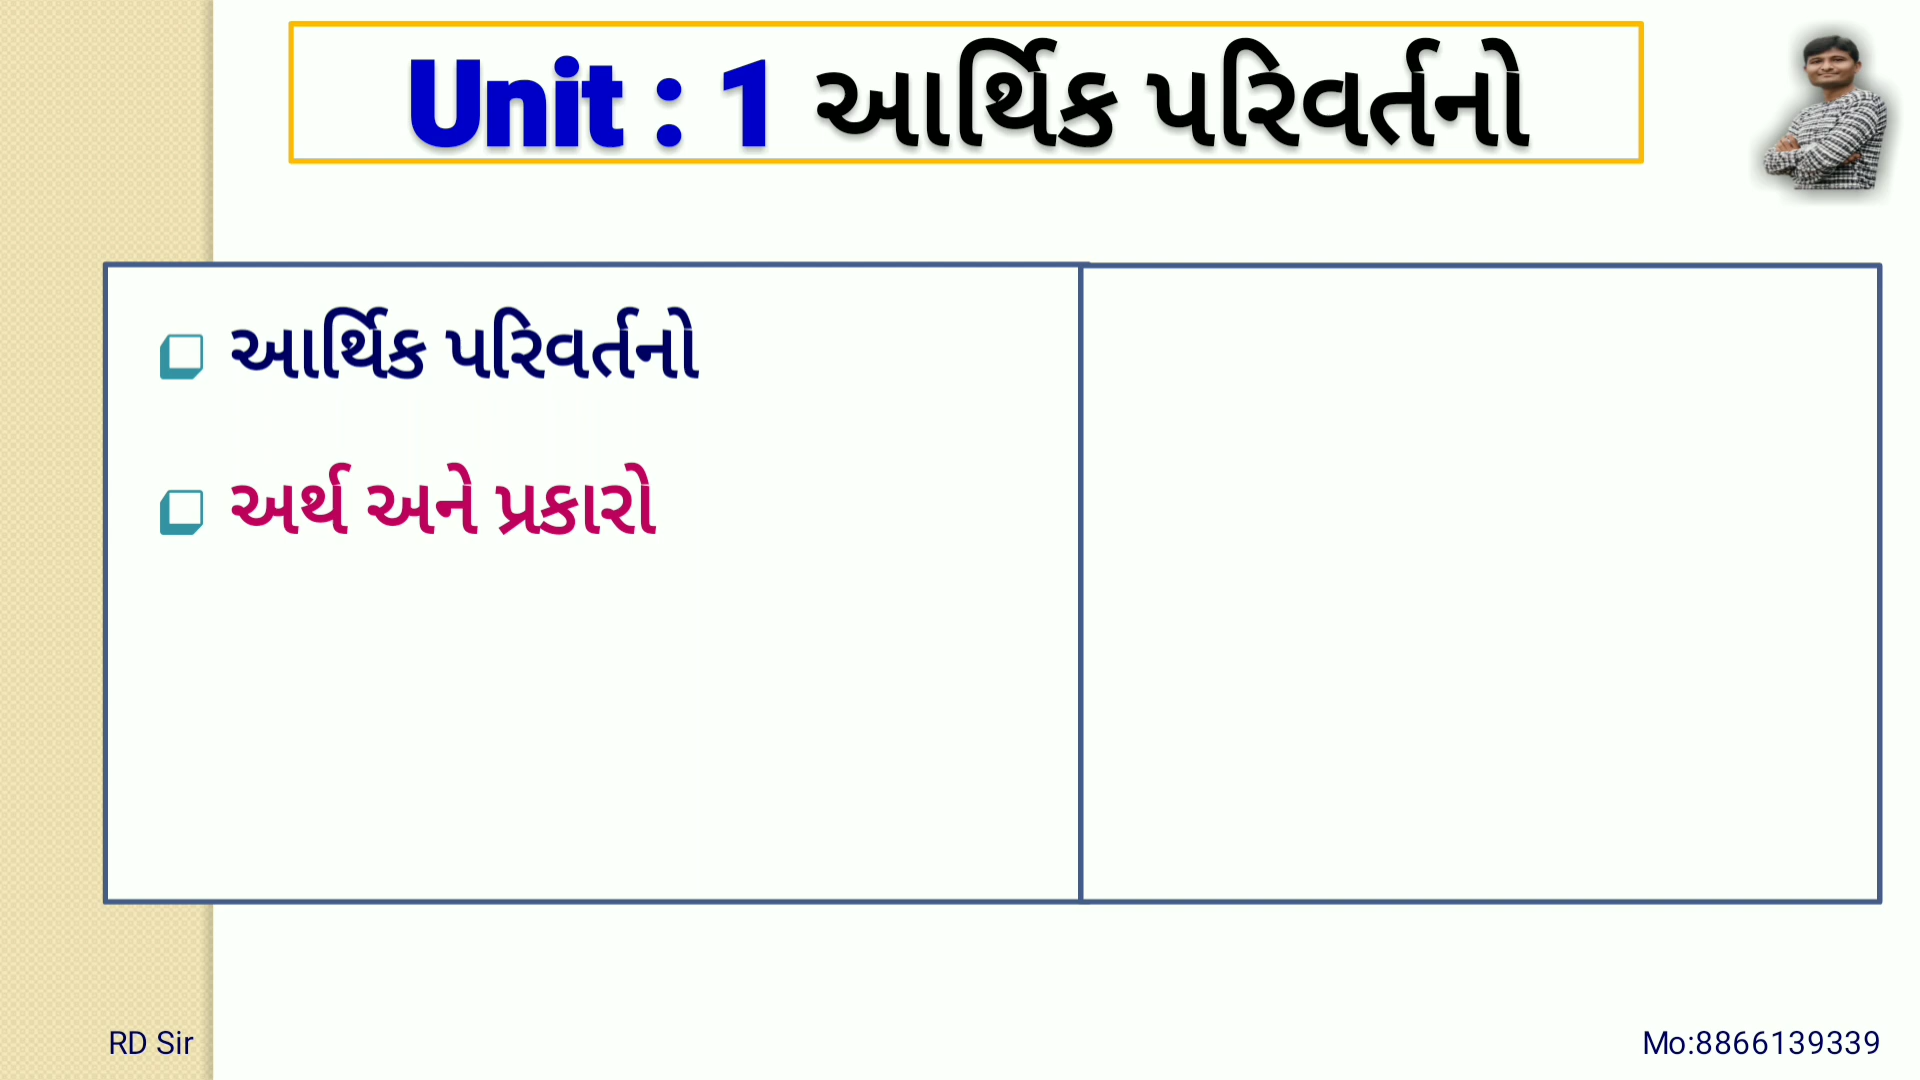 Unit : 1 આર્થિક પરિવર્તનો
આર્થિક પરિવર્તનો
અર્થ અને પ્રકારો
RD Sir
Mo:8866139339